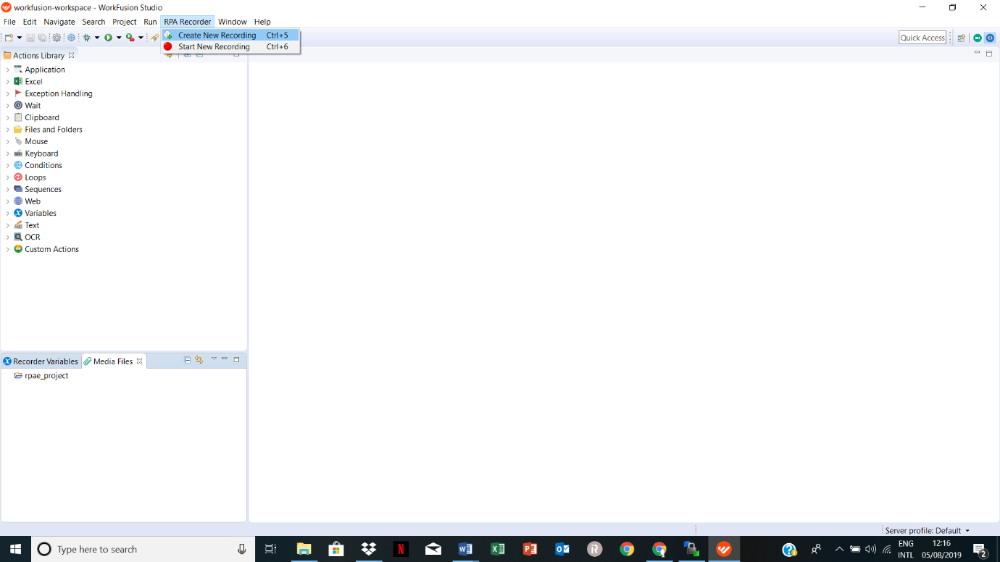 workfusion-workspace - WorkFusion Studio
File Edit Navigate Search Project Run RPA Recorder Window Help
Create New Recording Ctrl+5
Start New Recording Ctrl+6
Quick Access
Actions Library
Application
Excel
Exception Handling
Wait
Clipboard
Files and Folders
Mouse
Keyboard
Conditions
Loops
Sequences
Web
Variables
Text
OCR
Custom Actions
Recorder Variables Media Files
rpae_project
Server profile: Default
Type here to search
ENG 12:16
INTL 05/08/2019 2